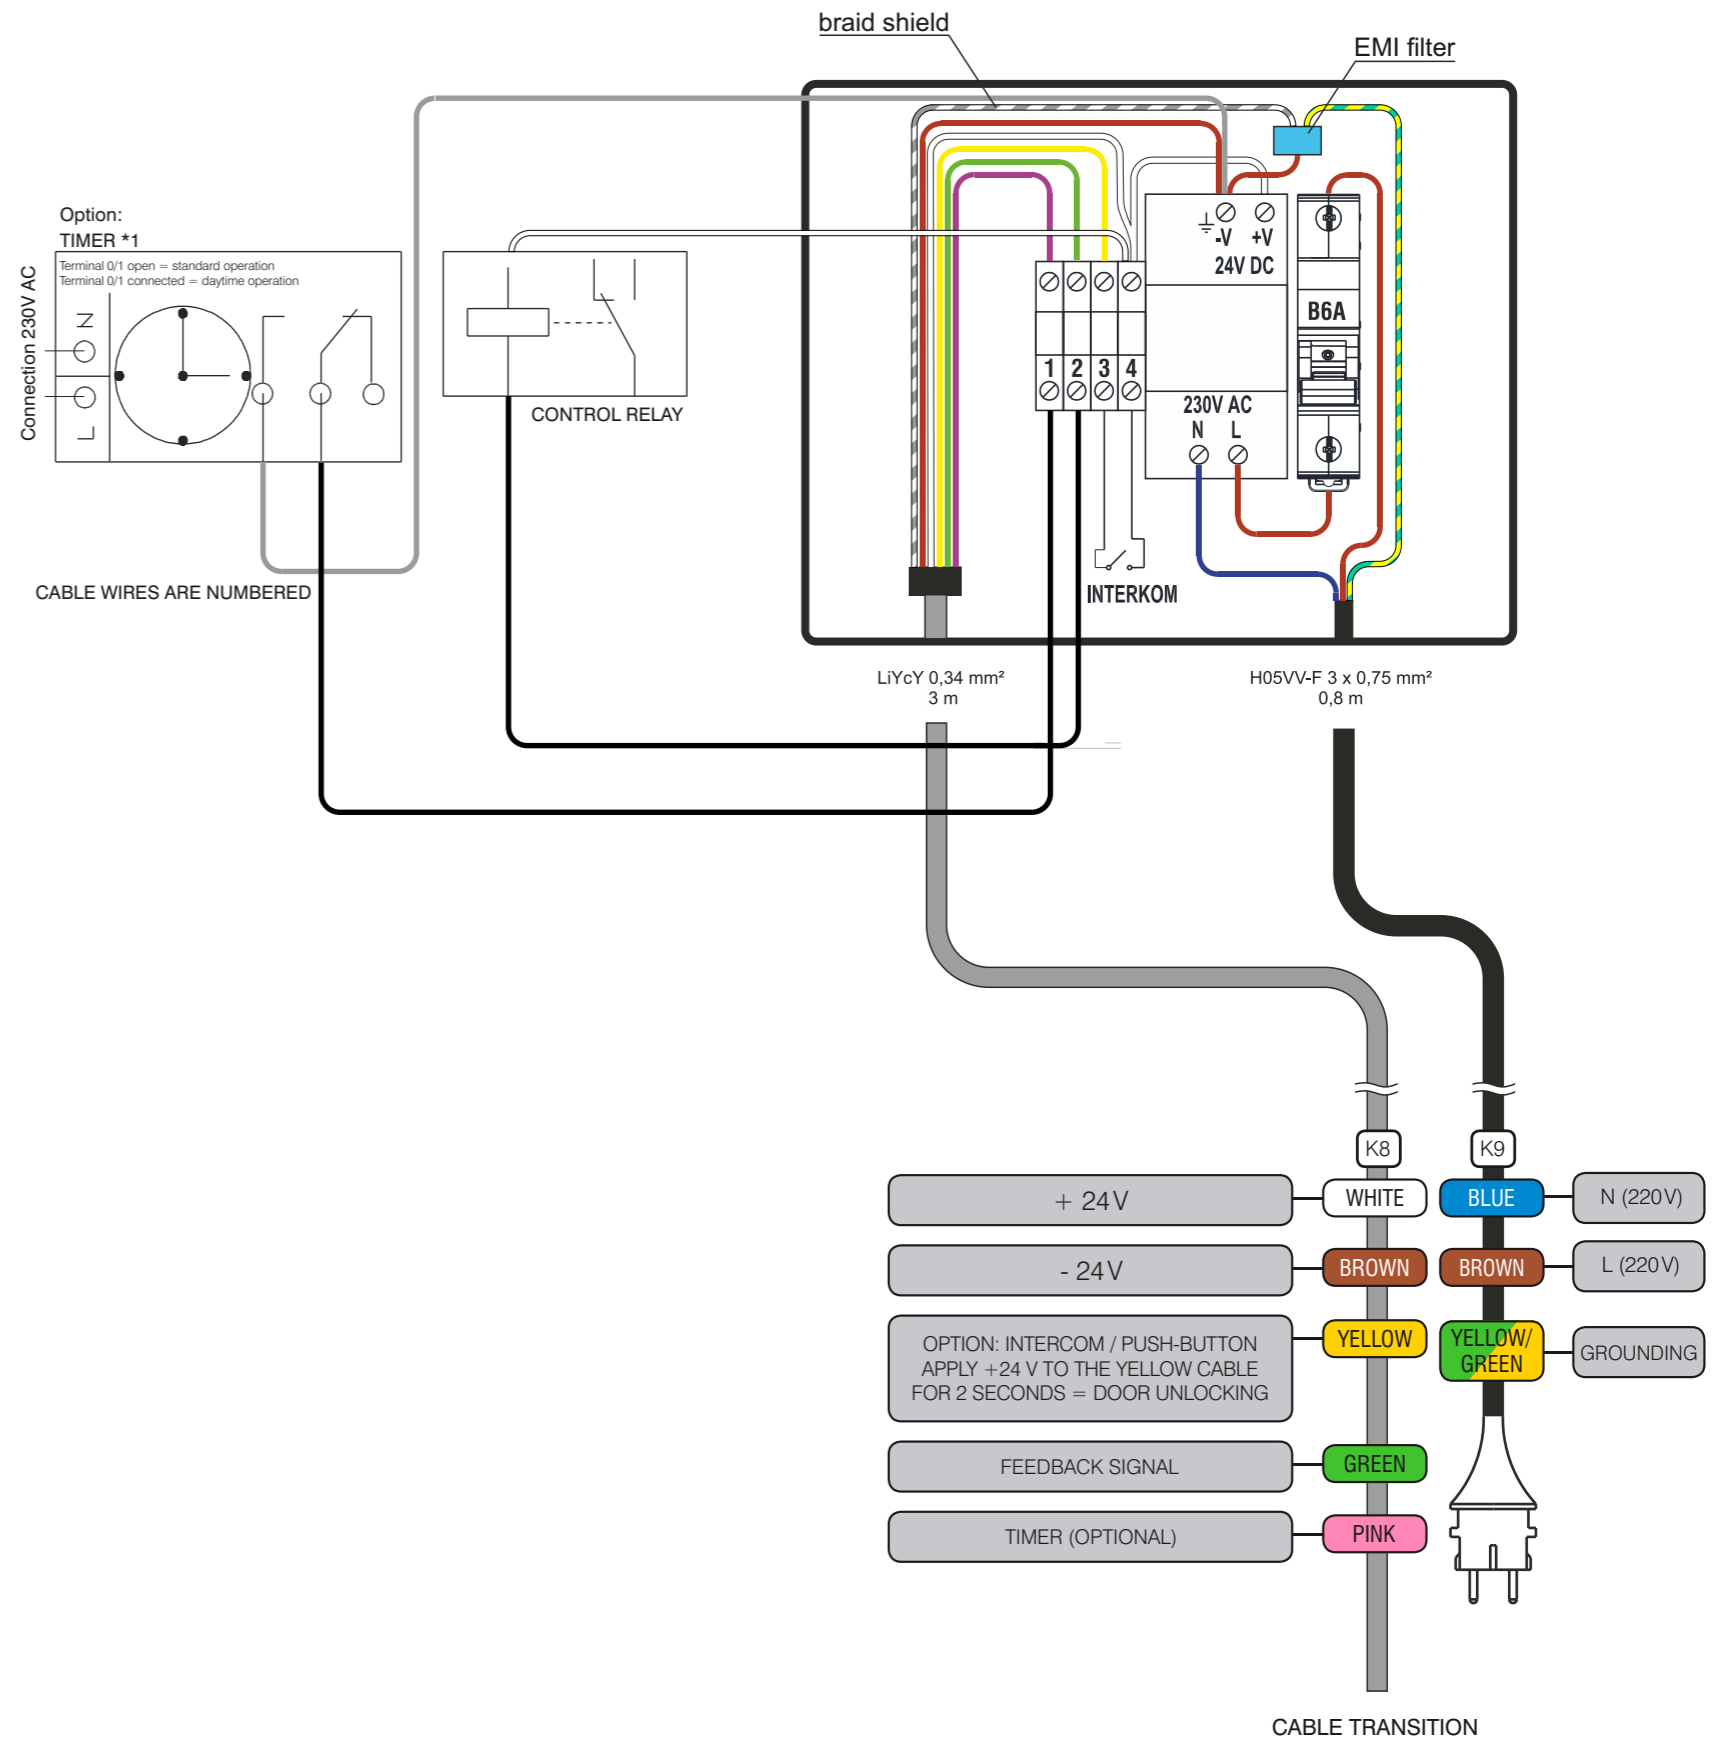 braid shield
EMI filter
Option:
TIMER *1
Terminal 0/1 open = standard operation
Terminal 0/1 connected = daytime operation
Connection 230V AC
N
L
CONTROL RELAY
CABLE WIRES ARE NUMBERED
-V +V
24V DC
B6A
1 2 3 4
230V AC
N L
INTERKOM
LiYcY 0,34 mm²
3 m
H05VV-F 3 x 0,75 mm²
0,8 m
K8
K9
+ 24V
WHITE
BLUE
N (220V)
- 24V
BROWN
BROWN
L (220V)
OPTION: INTERCOM / PUSH-BUTTON
APPLY +24 V TO THE YELLOW CABLE
FOR 2 SECONDS = DOOR UNLOCKING
YELLOW
YELLOW/
GREEN
GROUNDING
FEEDBACK SIGNAL
GREEN
TIMER (OPTIONAL)
PINK
CABLE TRANSITION